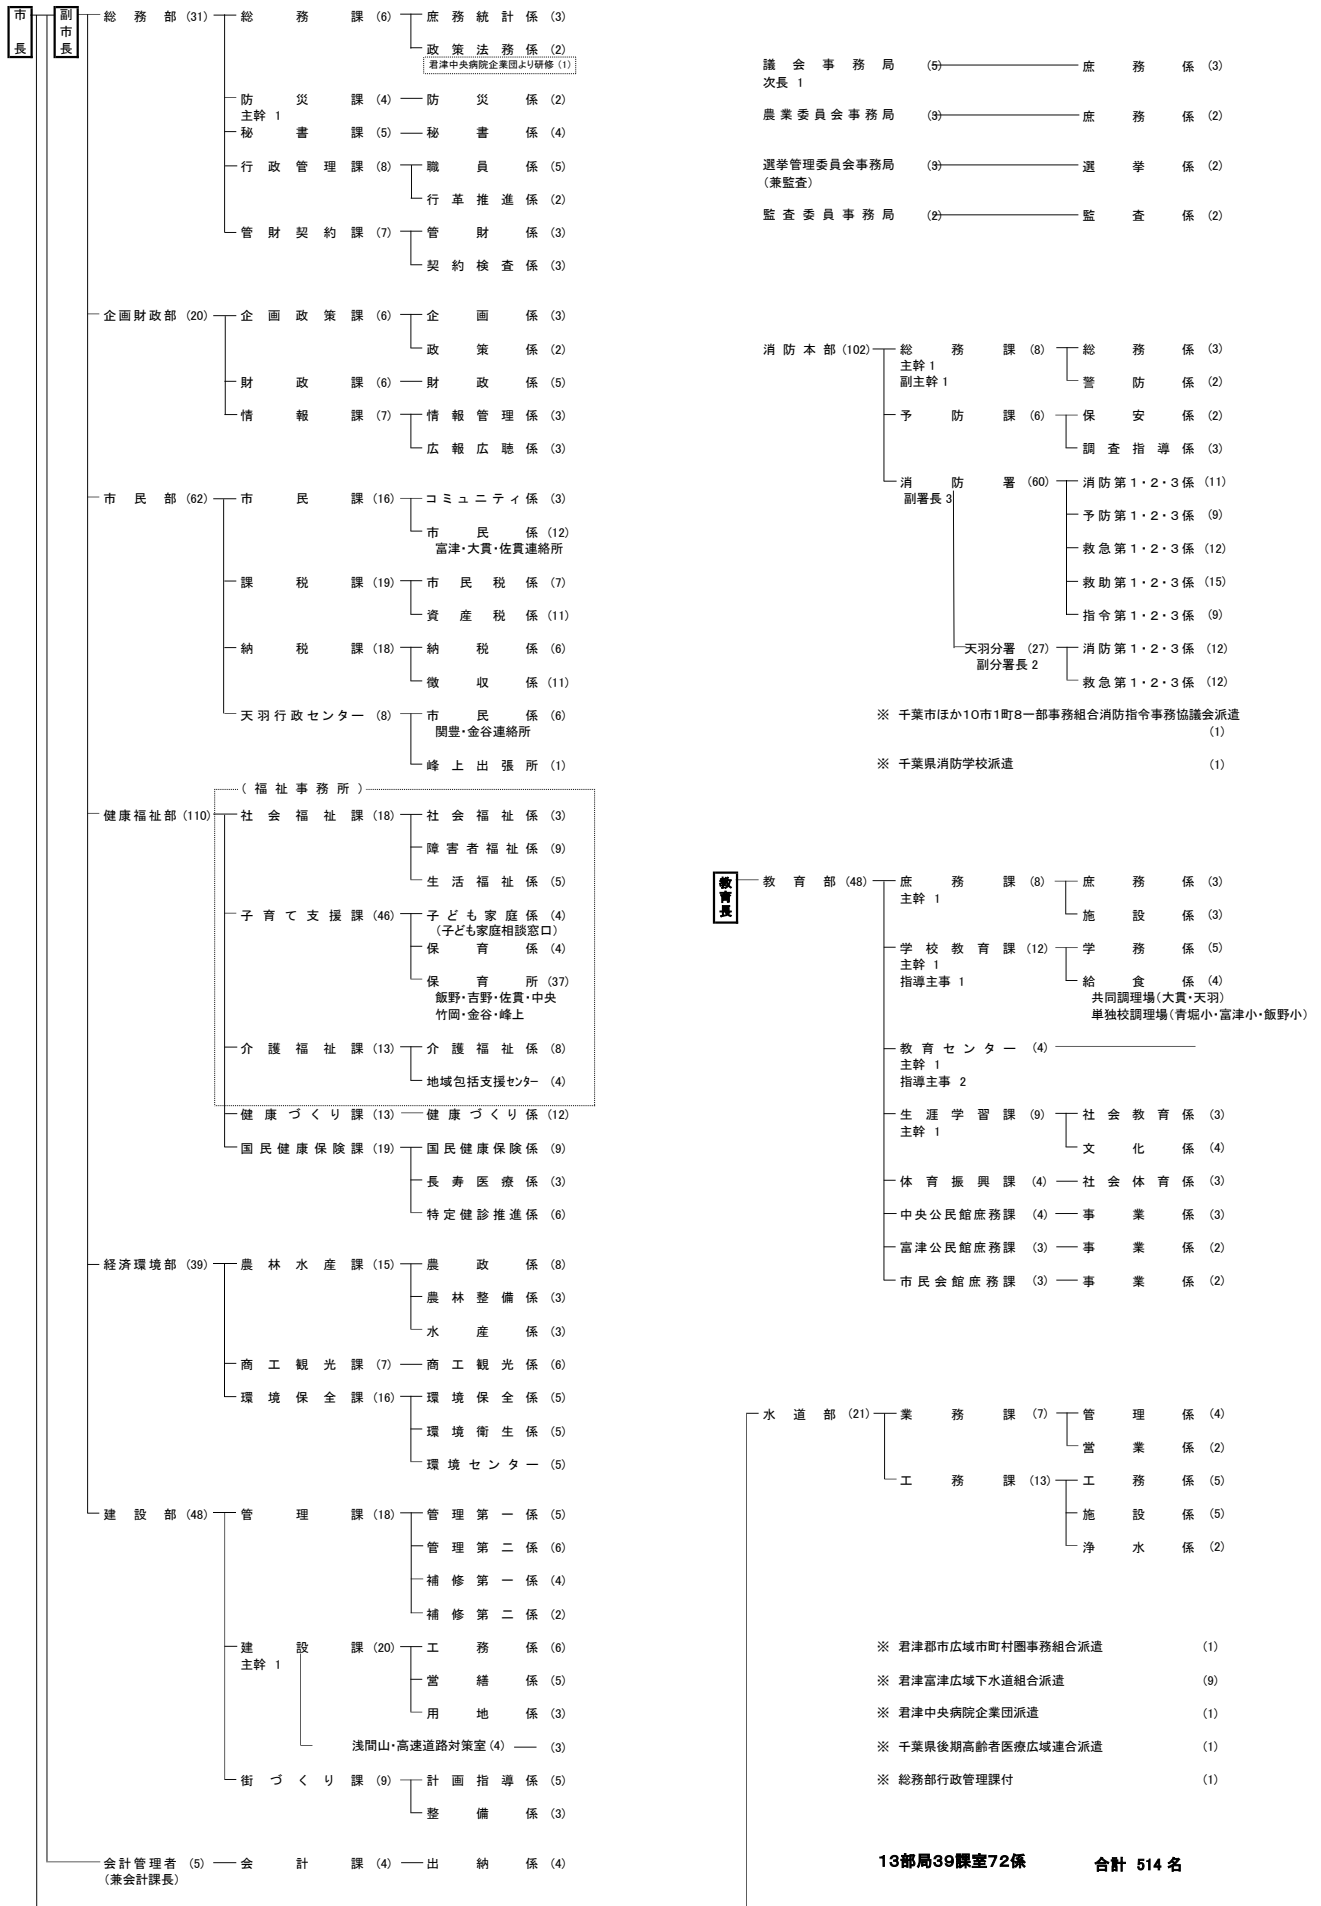 市長
副市長
総務部 (31) 総務課 (6) 庶務統計係 (3)
政策法務係 (2)
君津中央病院企業団より研修 (1)
防災課 (4) 防災係 (2)
主幹 1
秘書課 (5) 秘書係 (4)
行政管理課 (8) 職員係 (5)
行革推進係 (2)
管財契約課 (7) 管財係 (3)
契約検査係 (3)
企画財政部 (20) 企画政策課 (6) 企画係 (3)
政策係 (2)
財政課 (6) 財政係 (5)
情報課 (7) 情報管理係 (3)
広報広聴係 (3)
市民部 (62) 市民課 (16) コミュニティ係 (3)
市民係 (12)
富津・大貫・佐貫連絡所
課税課 (19) 市民税係 (7)
資産税係 (11)
納税課 (18) 納税係 (6)
徴収係 (11)
天羽行政センター (8) 市民係 (6)
関豊・金谷連絡所
峰上出張所 (1)
(福祉事務所)
健康福祉部 (110) 社会福祉課 (18) 社会福祉係 (3)
障害者福祉係 (9)
生活福祉係 (5)
子育て支援課 (46) 子ども家庭係 (4)
(子ども家庭相談窓口)
保育係 (4)
保育所 (37)
飯野・吉野・佐貫・中央
竹岡・金谷・峰上
介護福祉課 (13) 介護福祉係 (8)
地域包括支援センター (4)
健康づくり課 (13) 健康づくり係 (12)
国民健康保険課 (19) 国民健康保険係 (9)
長寿医療係 (3)
特定健診推進係 (6)
経済環境部 (39) 農林水産課 (15) 農政係 (8)
農林整備係 (3)
水産係 (3)
商工観光課 (7) 商工観光係 (6)
環境保全課 (16) 環境保全係 (5)
環境衛生係 (5)
環境センター (5)
建設部 (48) 管理課 (18) 管理第一係 (5)
管理第二係 (6)
補修第一係 (4)
補修第二係 (2)
建設課 (20) 工務係 (6)
主幹 1
営繕係 (5)
用地係 (3)
浅間山・高速道路対策室 (4) (3)
街づくり課 (9) 計画指導係 (5)
整備係 (3)
会計管理者 (5) 会計課 (4) 出納係 (4)
(兼会計課長)
議会事務局 (5) 庶務係 (3)
次長 1
農業委員会事務局 (3) 庶務係 (2)
選挙管理委員会事務局 (3) 選挙係 (2)
(兼監査)
監査委員事務局 (2) 監査係 (2)
消防本部 (102) 総務課 (8) 総務係 (3)
主幹 1
副主幹 1 警防係 (2)
予防課 (6) 保安係 (2)
調査指導係 (3)
消防署 (60) 消防第1・2・3係 (11)
副署長 3
予防第1・2・3係 (9)
救急第1・2・3係 (12)
救助第1・2・3係 (15)
指令第1・2・3係 (9)
天羽分署 (27) 消防第1・2・3係 (12)
副分署長 2
救急第1・2・3係 (12)
※ 千葉市ほか10市1町8一部事務組合消防指令事務協議会派遣
(1)
※ 千葉県消防学校派遣 (1)
教育長
教育部 (48) 庶務課 (8) 庶務係 (3)
主幹 1
施設係 (3)
学校教育課 (12) 学務係 (5)
主幹 1
指導主事 1 給食係 (4)
共同調理場(大貫・天羽)
単独校調理場(青堀小・富津小・飯野小)
教育センター (4)
主幹 1
指導主事 2
生涯学習課 (9) 社会教育係 (3)
主幹 1
文化係 (4)
体育振興課 (4) 社会体育係 (3)
中央公民館庶務課 (4) 事業係 (3)
富津公民館庶務課 (3) 事業係 (2)
市民会館庶務課 (3) 事業係 (2)
水道部 (21) 業務課 (7) 管理係 (4)
営業係 (2)
工務課 (13) 工務係 (5)
施設係 (5)
浄水係 (2)
※ 君津郡市広域市町村圏事務組合派遣 (1)
※ 君津富津広域下水道組合派遣 (9)
※ 君津中央病院企業団派遣 (1)
※ 千葉県後期高齢者医療広域連合派遣 (1)
※ 総務部行政管理課付 (1)
13部局39課室72係 合計 514 名